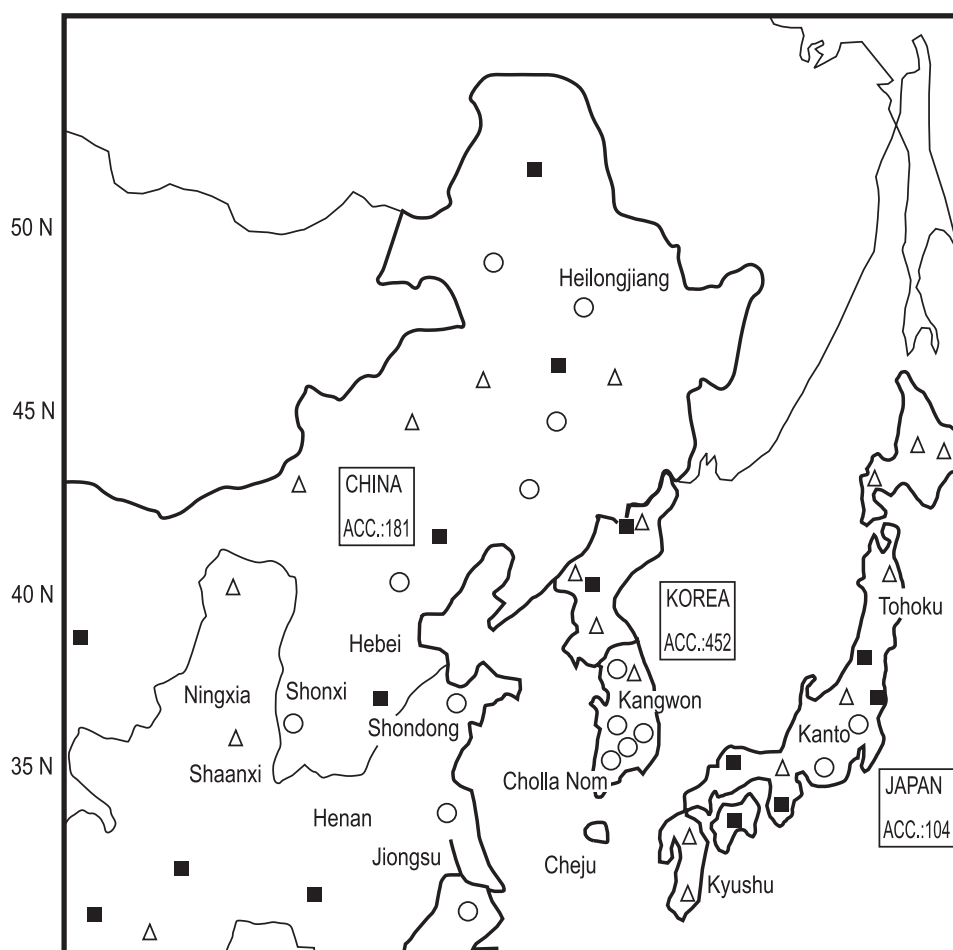 50 N
Heilongjiang
45 N
CHINA
ACC.:181
40 N
KOREA
ACC.:452
Tohoku
Hebei
Ningxia
Shonxi
Kangwon
Shondong
Kanto
35 N
Shaanxi
Cholla Nom
JAPAN
ACC.:104
Henan
Jiongsu
Cheju
Kyushu